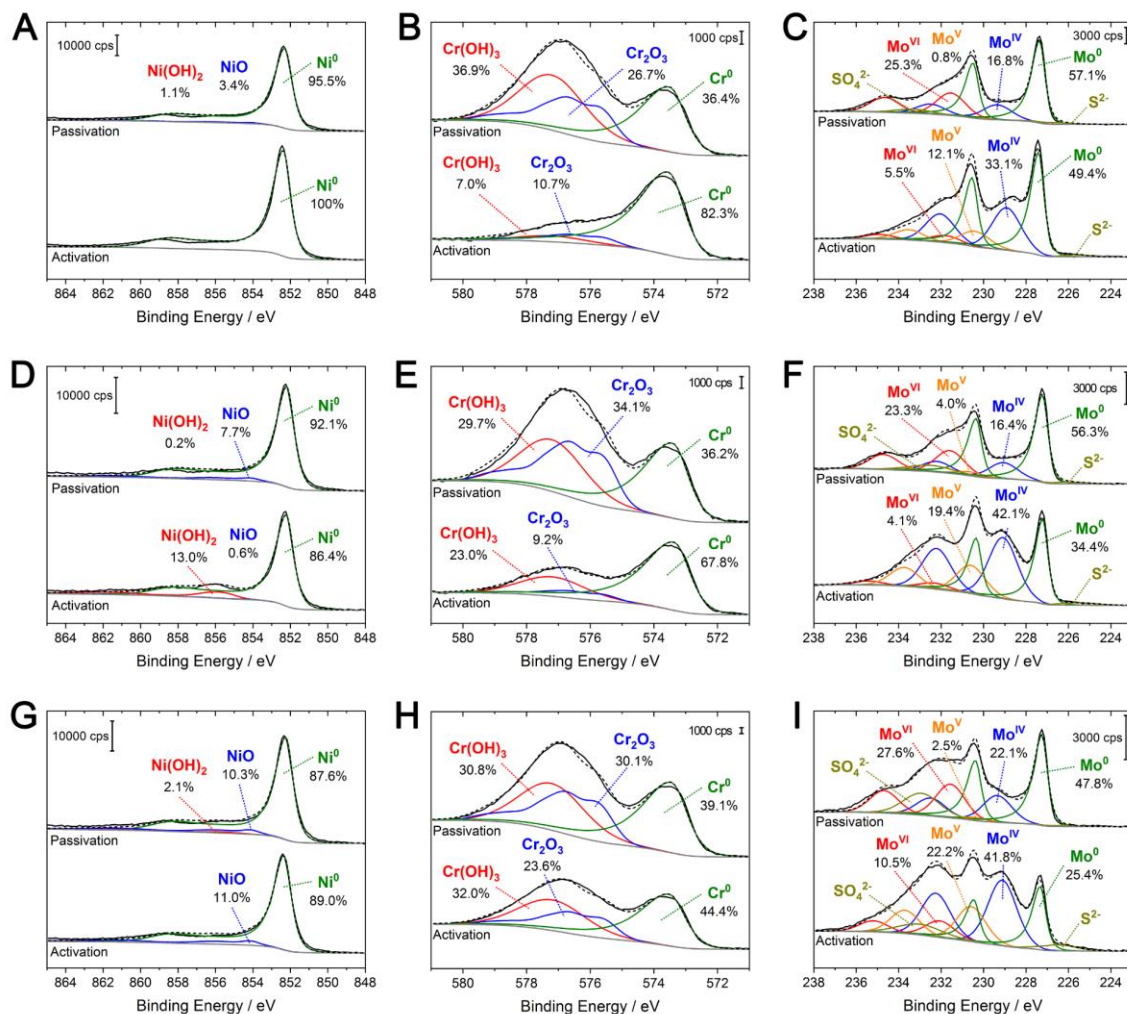 A
10000 cps
Ni(OH)2
1.1%
NiO
3.4%
Ni0
95.5%
Passivation
Ni0
100%
Activation
864 862 860 858 856 854 852 850 848
Binding Energy / eV
B
1000 cps
Cr(OH)3
36.9%
Cr2O3
26.7%
Cr0
36.4%
Passivation
Cr(OH)3
7.0%
Cr2O3
10.7%
Cr0
82.3%
Activation
580 578 576 574 572
Binding Energy / eV
C
3000 cps
SO42-
MoVI
25.3%
MoV
0.8%
MoIV
16.8%
Mo0
57.1%
S2-
Passivation
MoVI
5.5%
MoV
12.1%
MoIV
33.1%
Mo0
49.4%
S2-
Activation
238 236 234 232 230 228 226 224
Binding Energy / eV
D
10000 cps
Ni(OH)2
0.2%
NiO
7.7%
Ni0
92.1%
Passivation
Ni(OH)2
13.0%
NiO
0.6%
Ni0
86.4%
Activation
864 862 860 858 856 854 852 850 848
Binding Energy / eV
E
1000 cps
Cr(OH)3
29.7%
Cr2O3
34.1%
Cr0
36.2%
Passivation
Cr(OH)3
23.0%
Cr2O3
9.2%
Cr0
67.8%
Activation
580 578 576 574 572
Binding Energy / eV
F
3000 cps
SO42-
MoVI
23.3%
MoV
4.0%
MoIV
16.4%
Mo0
56.3%
S2-
Passivation
MoVI
4.1%
MoV
19.4%
MoIV
42.1%
Mo0
34.4%
S2-
Activation
238 236 234 232 230 228 226 224
Binding Energy / eV
G
10000 cps
Ni(OH)2
2.1%
NiO
10.3%
Ni0
87.6%
Passivation
NiO
11.0%
Ni0
89.0%
Activation
864 862 860 858 856 854 852 850 848
Binding Energy / eV
H
1000 cps
Cr(OH)3
30.8%
Cr2O3
30.1%
Cr0
39.1%
Passivation
Cr(OH)3
32.0%
Cr2O3
23.6%
Cr0
44.4%
Activation
580 578 576 574 572
Binding Energy / eV
I
3000 cps
SO42-
MoVI
27.6%
MoV
2.5%
MoIV
22.1%
Mo0
47.8%
Passivation
SO42-
MoVI
10.5%
MoV
22.2%
MoIV
41.8%
Mo0
25.4%
S2-
Activation
238 236 234 232 230 228 226 224
Binding Energy / eV